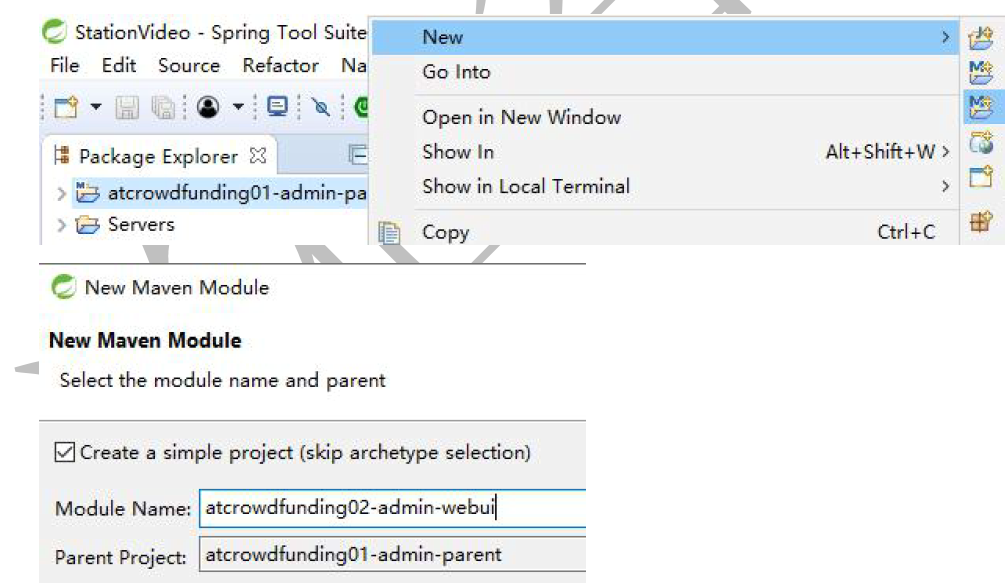 StationVideo - Spring Tool Suite
File Edit Source Refactor Na
Package Explorer
atcrowdfunding01-admin-pa
Servers
New
Go Into
Open in New Window
Show In Alt+Shift+W
Show in Local Terminal
Copy Ctrl+C
New Maven Module
New Maven Module
Select the module name and parent
Create a simple project (skip archetype selection)
Module Name: atcrowdfunding02-admin-webui
Parent Project: atcrowdfunding01-admin-parent